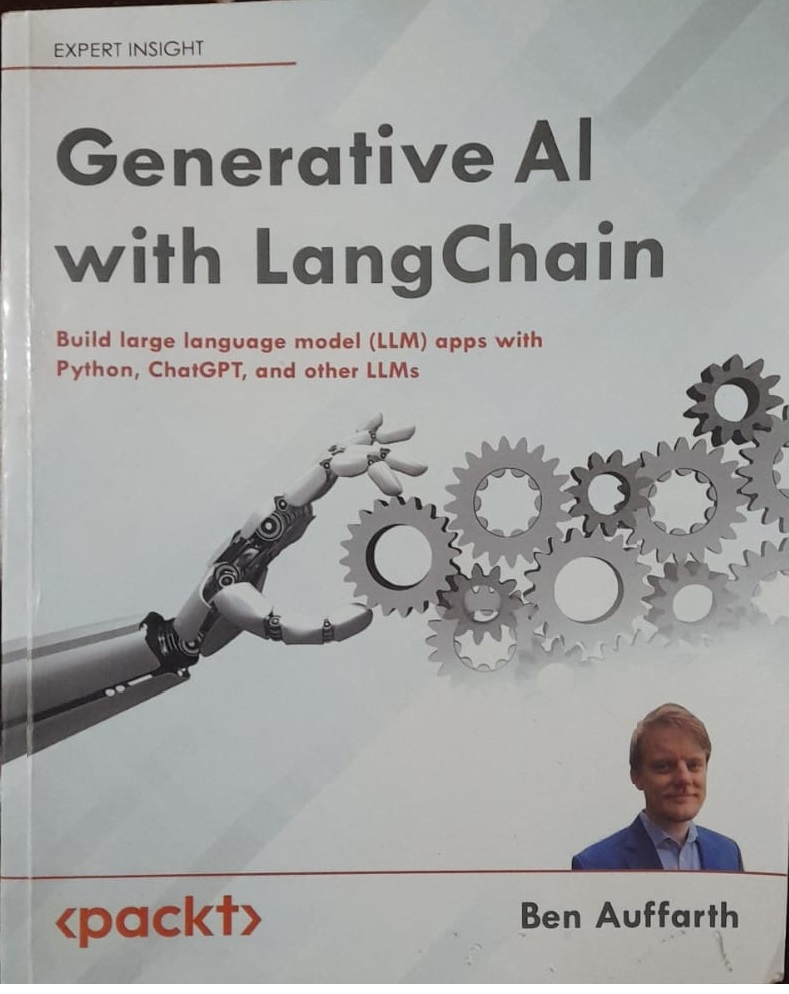 EXPERT INSIGHT
Generative AI
with LangChain
Build large language model (LLM) apps with
Python, ChatGPT, and other LLMs
<packt>
Ben Auffarth